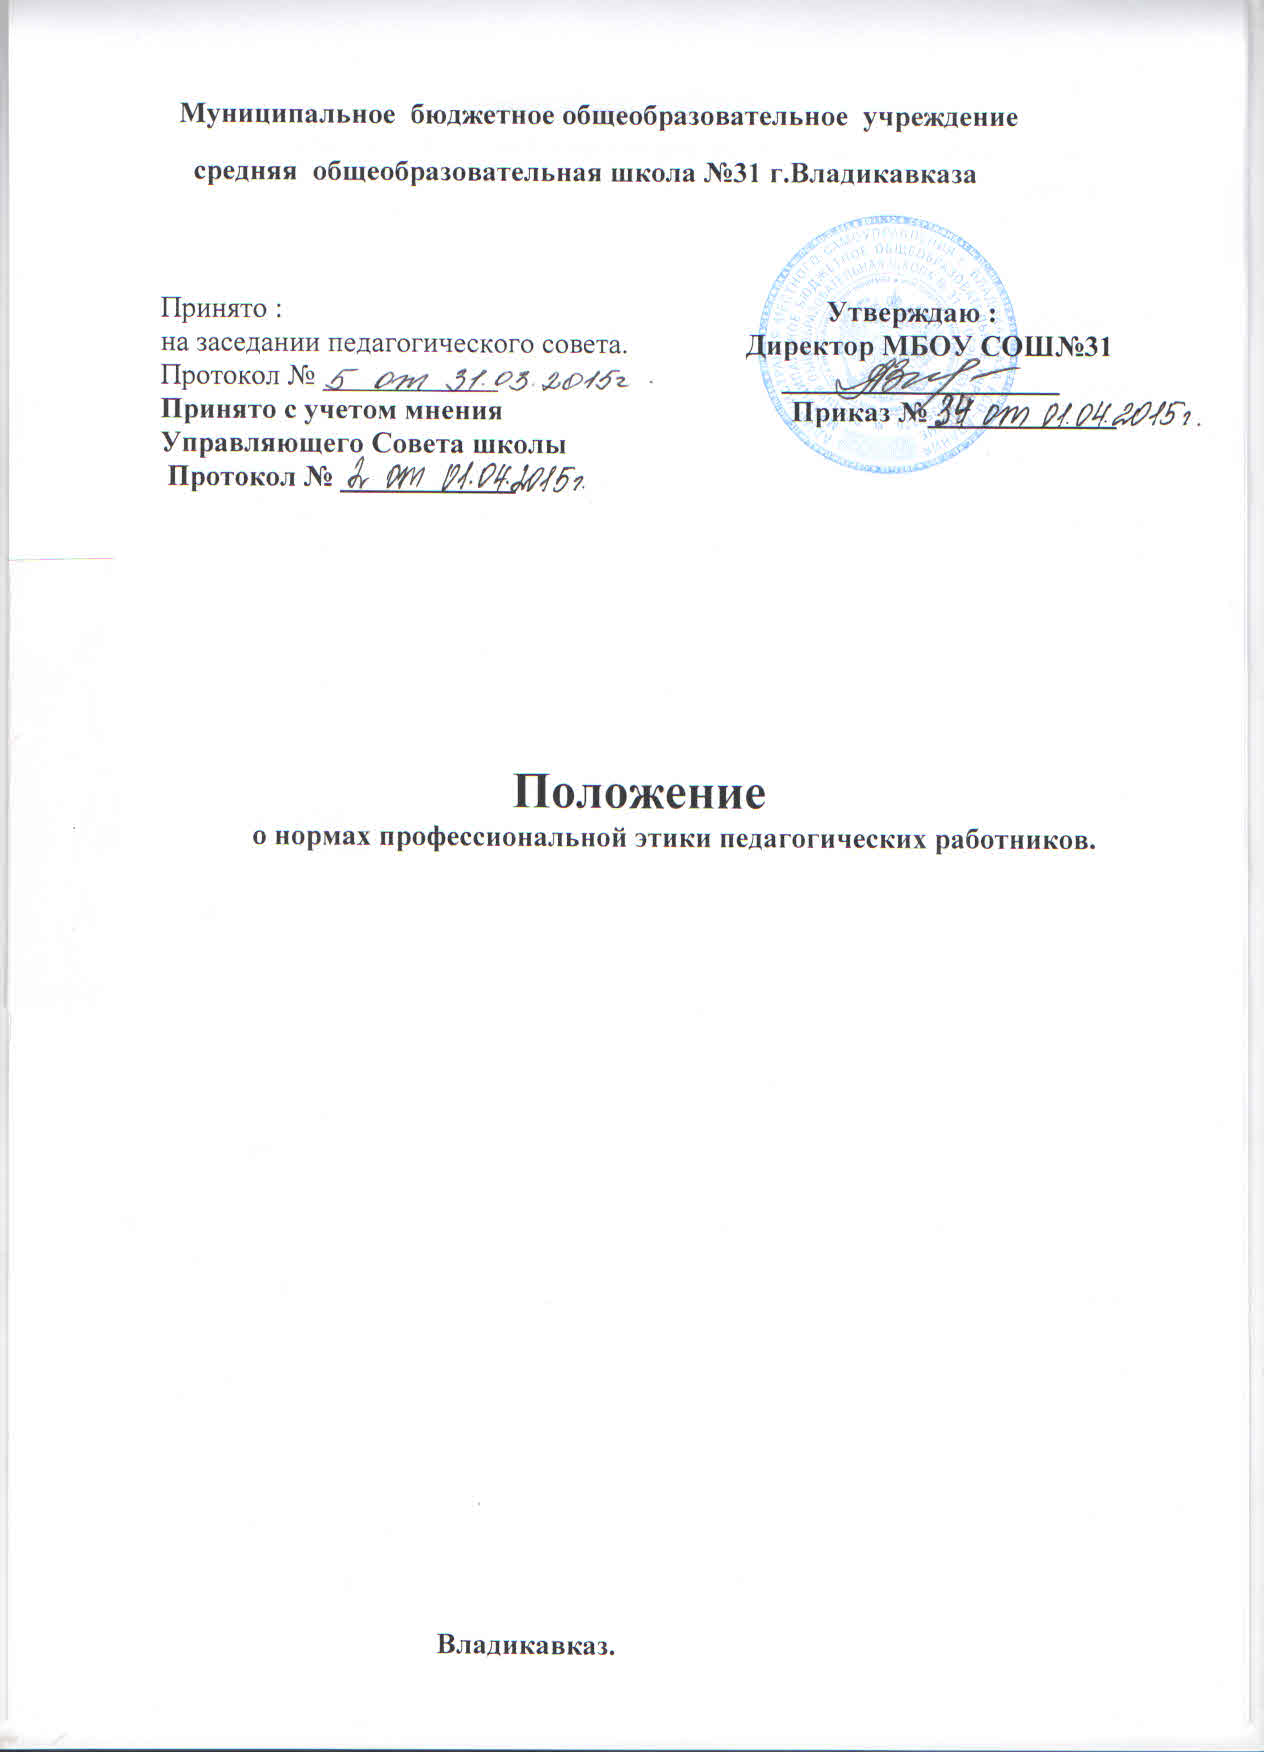 Муниципальное бюджетное общеобразовательное учреждение
средняя общеобразовательная школа №31 г.Владикавказа
Принято :
на заседании педагогического совета.
Протокол № 5 от 31.03.2015г.
Принято с учетом мнения
Управляющего Совета школы
Протокол № 2 от 01.04.2015г.
Утверждаю :
Директор МБОУ СОШ№31
Приказ № 34 от 01.04.2015г.
Положение
о нормах профессиональной этики педагогических работников.
Владикавказ.